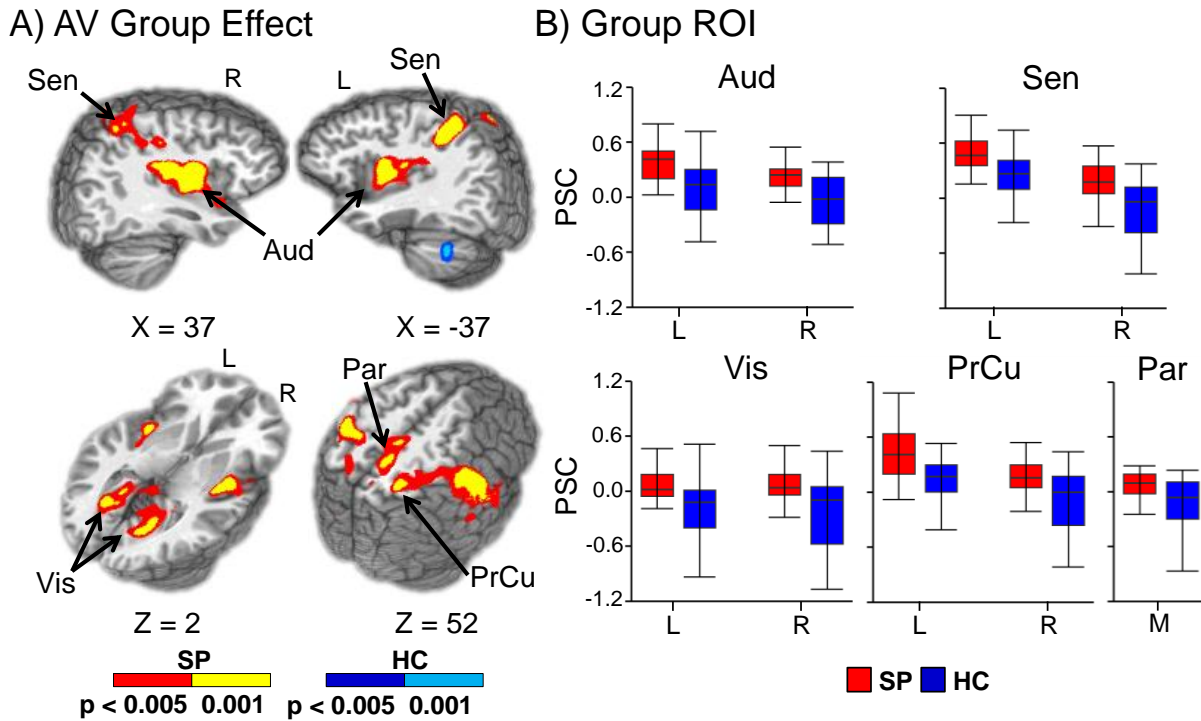 A) AV Group Effect
Sen
R
L
Sen
Aud
X = 37
X = -37
L
R
Par
Vis
PrCu
Z = 2
Z = 52
SP
HC
p < 0.005 0.001
p < 0.005 0.001
B) Group ROI
Aud
Sen
PSC
1.2
0.6
0.0
-0.6
-1.2
L R
L R
Vis
PrCu
Par
PSC
1.2
0.6
0.0
-0.6
-1.2
L R
L R
M
SP HC